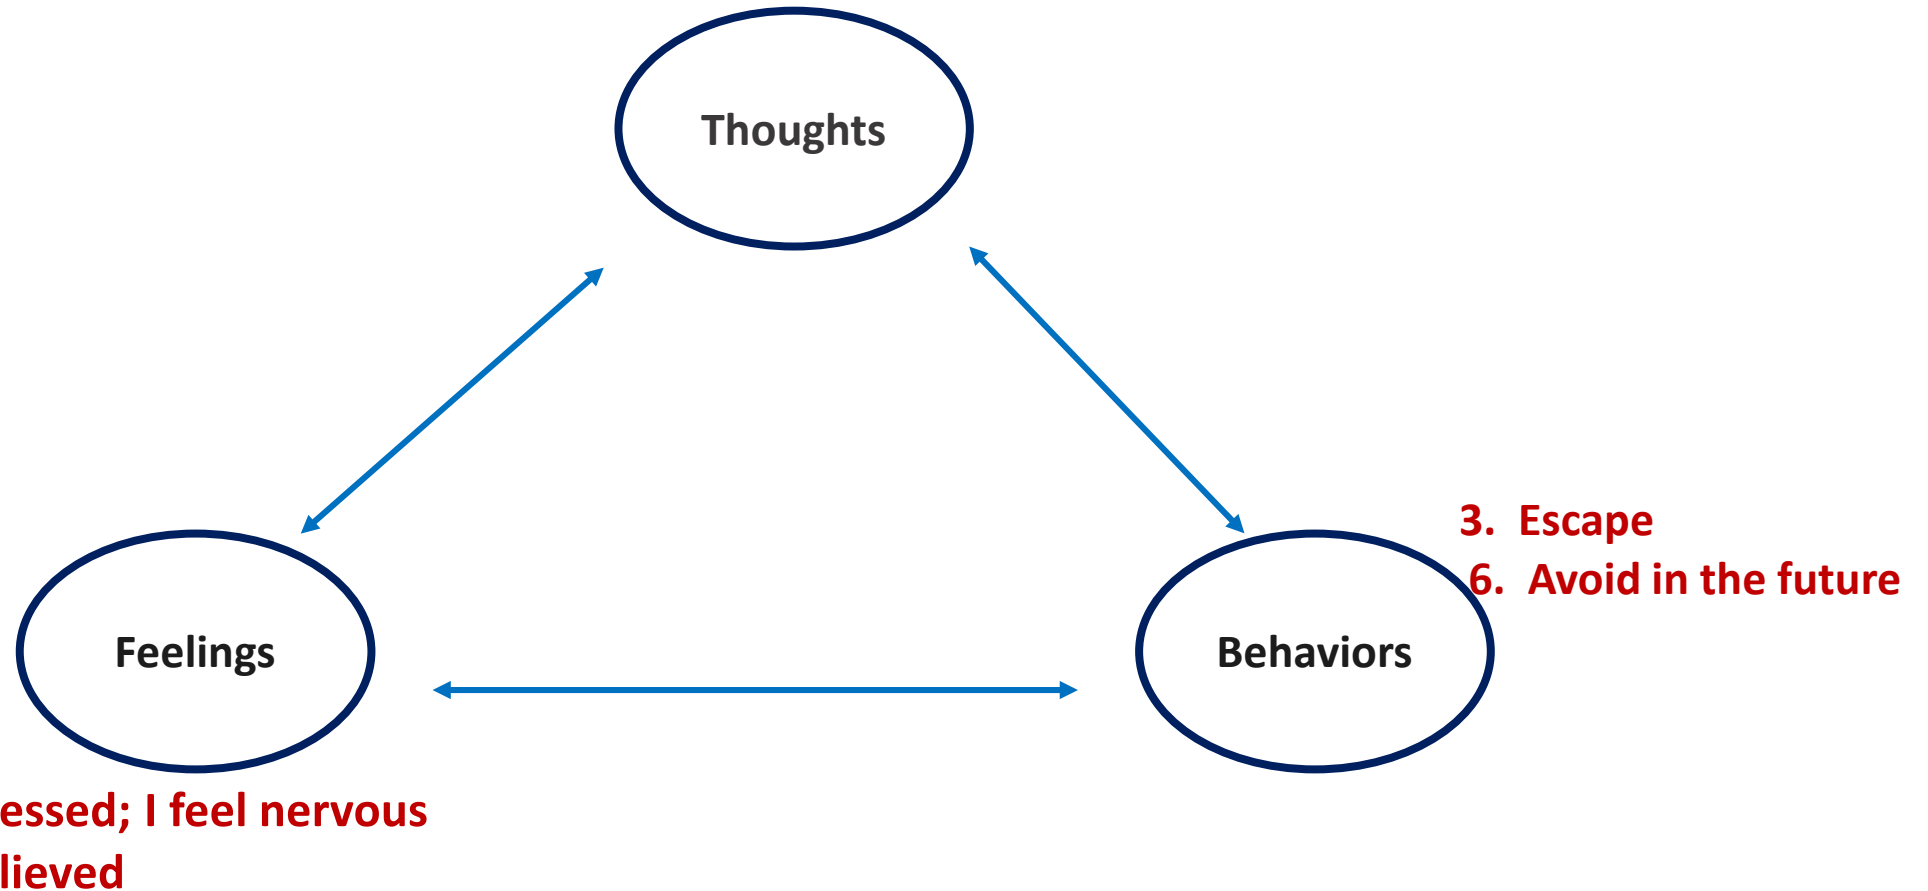 Thoughts
3. Escape
6. Avoid in the future
Feelings
Behaviors
essed; I feel nervous
lieved